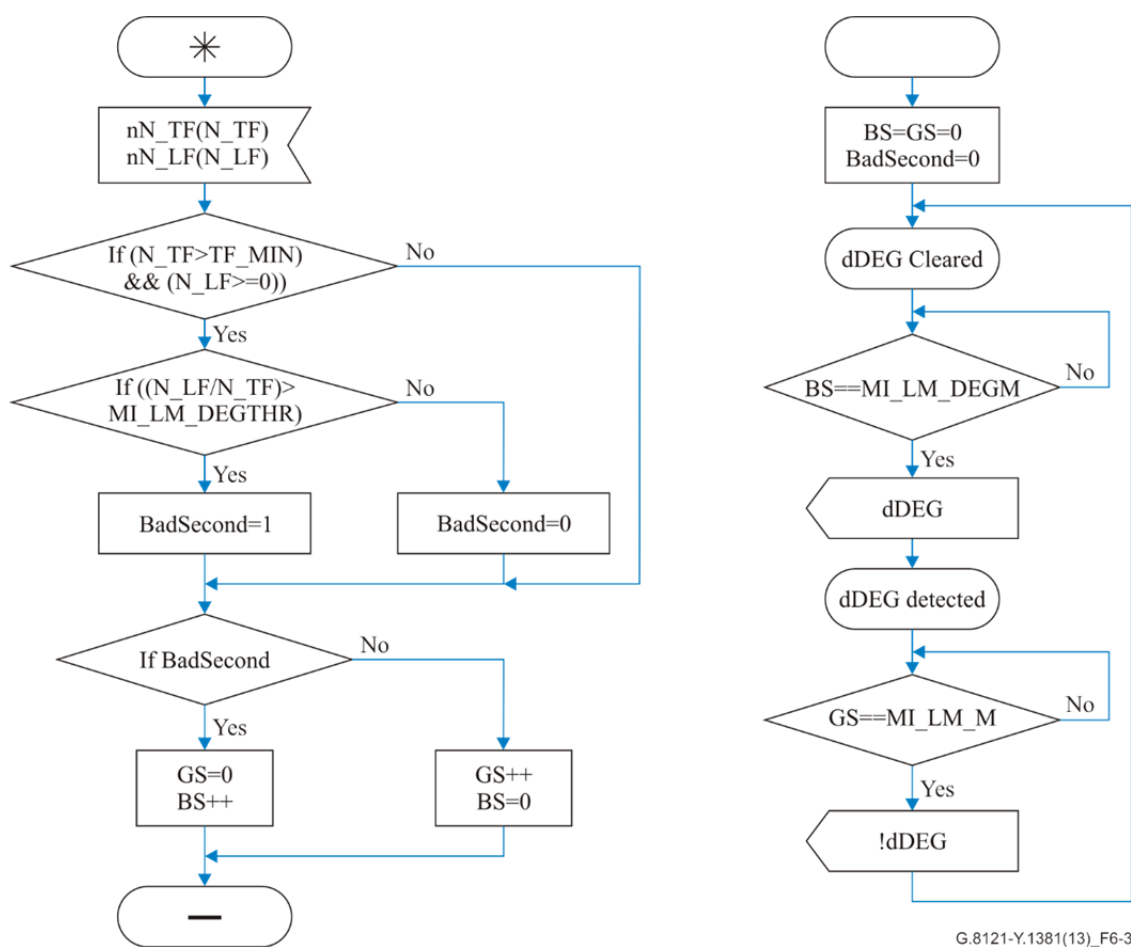 nN_TF(N_TF)
nN_LF(N_LF)
If (N_TF>TF_MIN)
&& (N_LF>=0))
No
Yes
If ((N_LF/N_TF)>
MI_LM_DEGTHR)
No
Yes
BadSecond=1
BadSecond=0
If BadSecond
No
Yes
GS=0
BS++
GS++
BS=0
BS=GS=0
BadSecond=0
dDEG Cleared
BS==MI_LM_DEGM
No
Yes
dDEG
dDEG detected
GS==MI_LM_M
No
Yes
!dDEG
G.8121-Y.1381(13)_F6-3